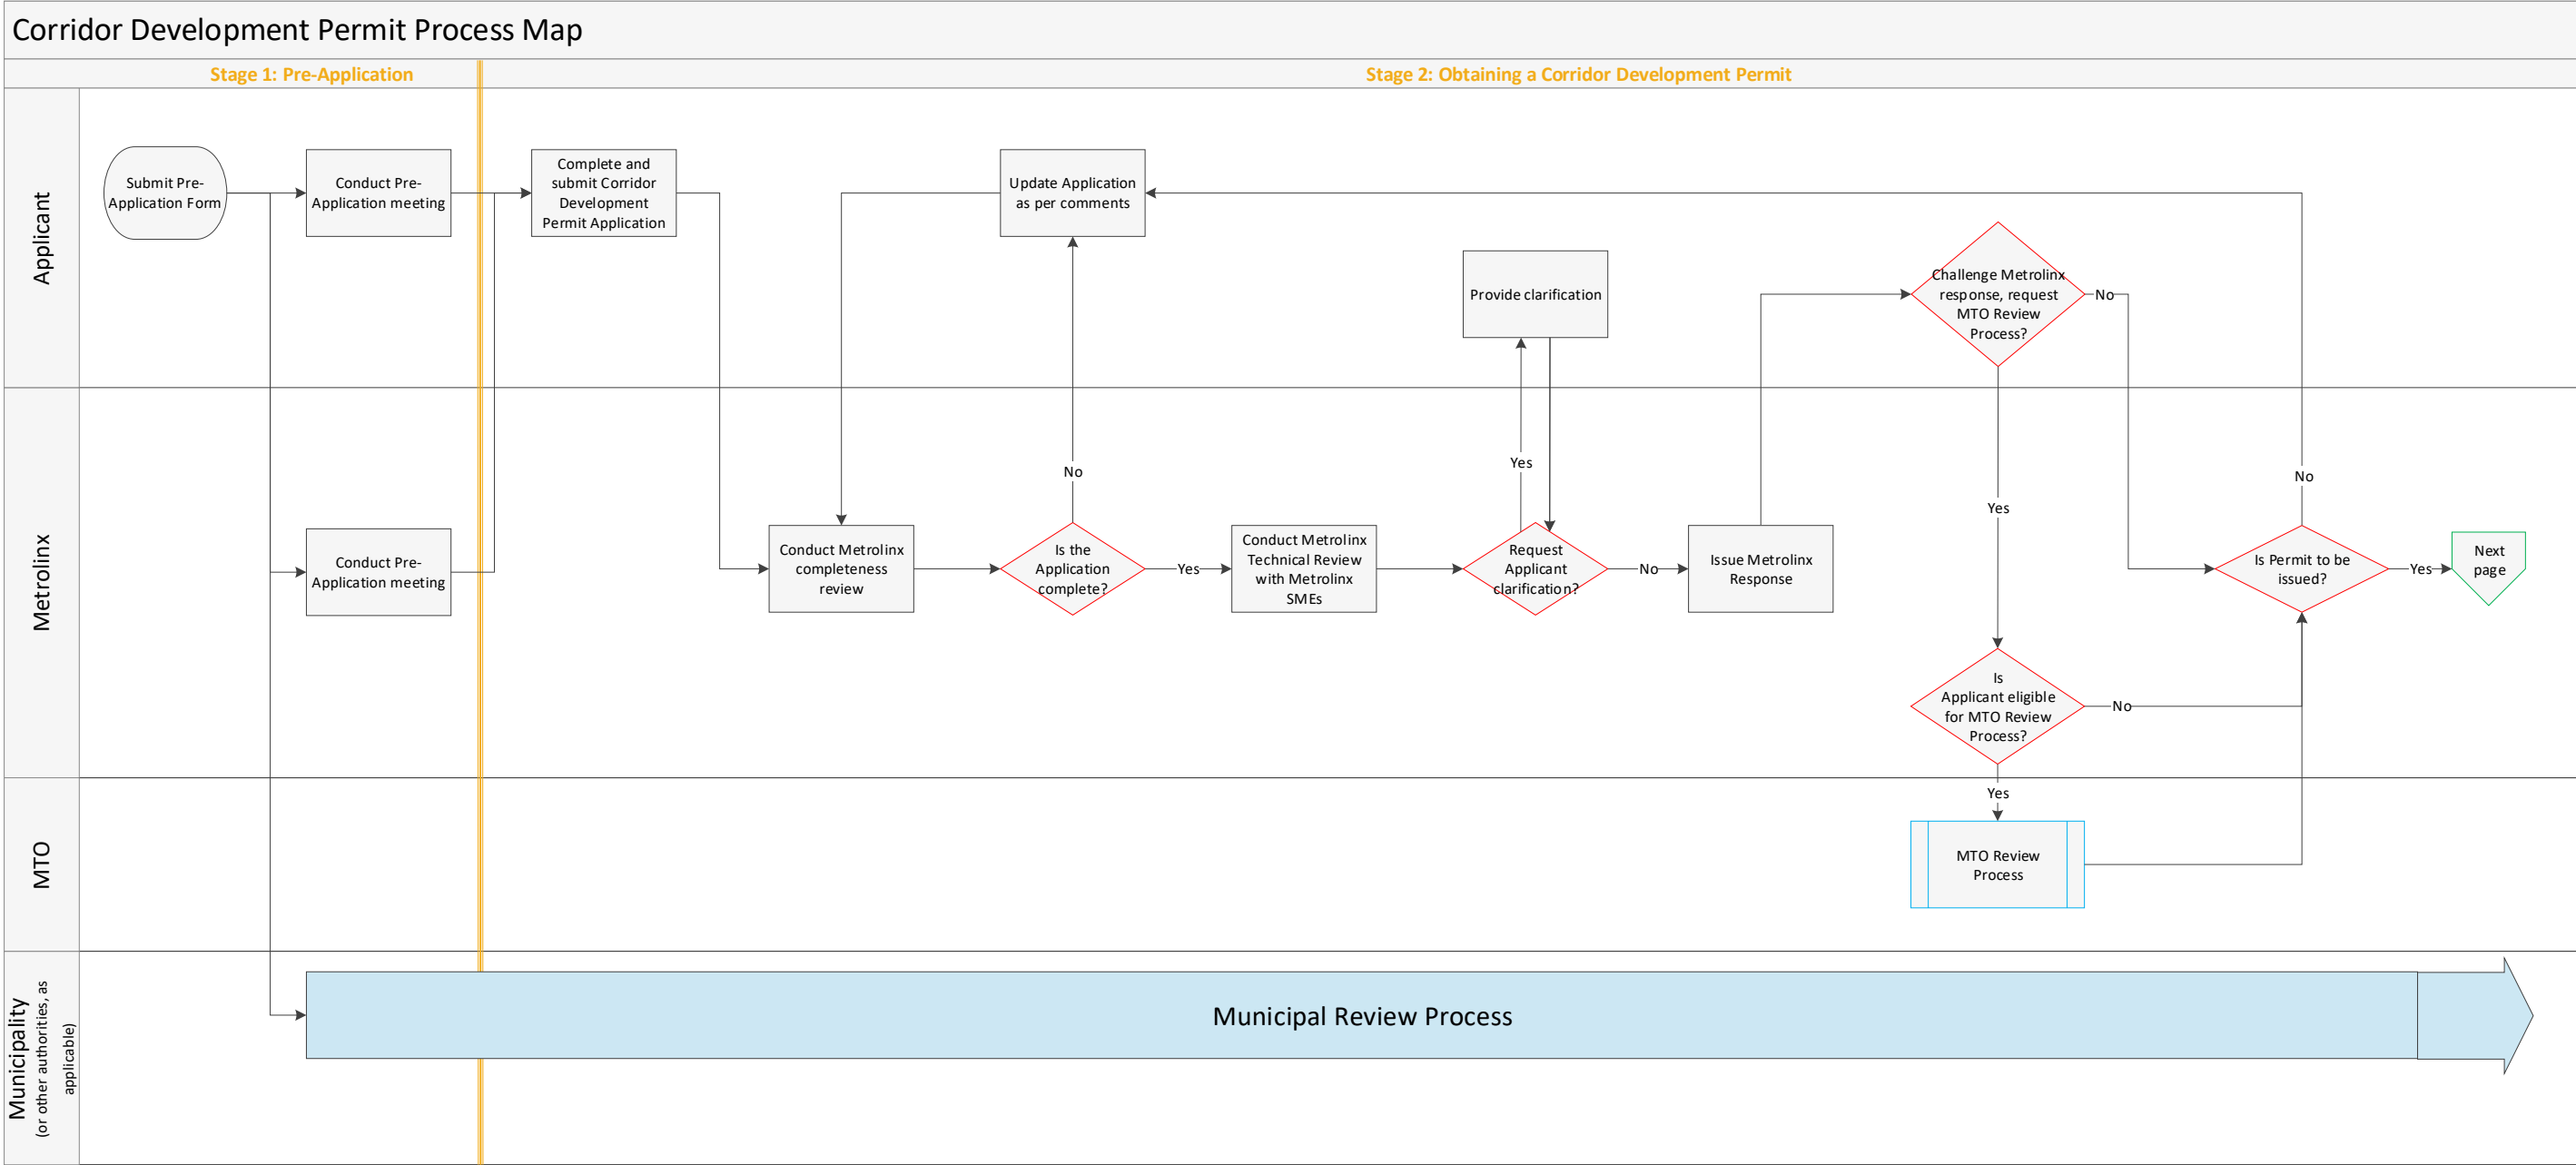 Corridor Development Permit Process Map
Stage 1: Pre-Application
Stage 2: Obtaining a Corridor Development Permit
Applicant
Submit Pre-
Application Form
Conduct Pre-
Application meeting
Complete and
submit Corridor
Development
Permit Application
Update Application
as per comments
Provide clarification
Challenge Metrolinx
response, request
MTO Review
Process?
No
Metrolinx
Conduct Pre-
Application meeting
Conduct Metrolinx
completeness
review
Is the
Application
complete?
No
Yes
Conduct Metrolinx
Technical Review
with Metrolinx
SMEs
Request
Applicant
clarification?
Yes
No
Issue Metrolinx
Response
Yes
Is
Applicant eligible
for MTO Review
Process?
No
Is Permit to be
issued?
No
Yes
Next
page
MTO
Yes
MTO Review
Process
Municipality
(or other authorities, as
applicable)
Municipal Review Process